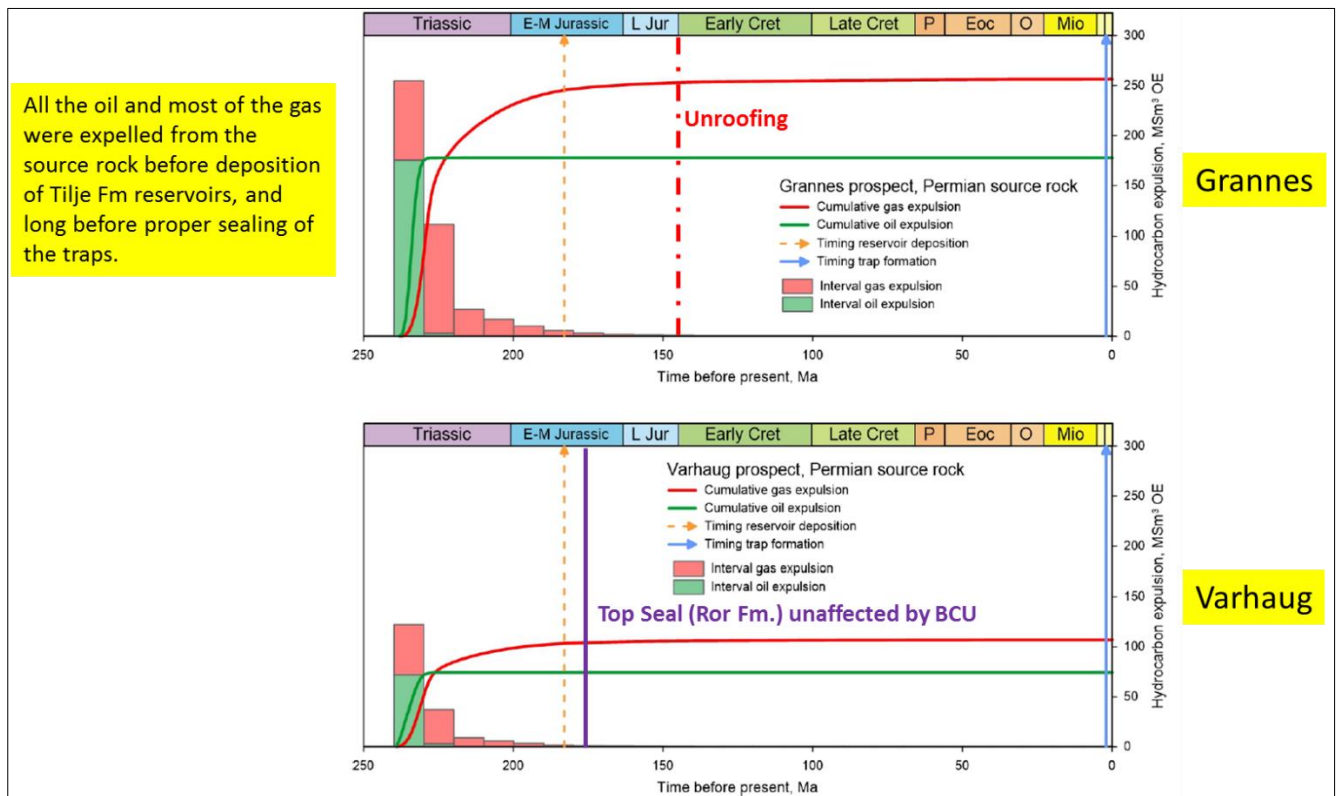 All the oil and most of the gas
were expelled from the
source rock before deposition
of Tilje Fm reservoirs, and
long before proper sealing of
the traps.
Triassic E-M Jurassic L Jur Early Cret Late Cret P Eoc O Mio
Unroofing
Grannes prospect, Permian source rock
Cumulative gas expulsion
Cumulative oil expulsion
Timing reservoir deposition
Timing trap formation
Interval gas expulsion
Interval oil expulsion
300
250
200
150
100
50
0
Hydrocarbon expulsion, MSm³ OE
250 200 150 100 50 0
Time before present, Ma
Grannes
Triassic E-M Jurassic L Jur Early Cret Late Cret P Eoc O Mio
Varhaug prospect, Permian source rock
Cumulative gas expulsion
Cumulative oil expulsion
Timing reservoir deposition
Timing trap formation
Interval gas expulsion
Interval oil expulsion
Top Seal (Ror Fm.) unaffected by BCU
300
250
200
150
100
50
0
Hydrocarbon expulsion, MSm³ OE
250 200 150 100 50 0
Time before present, Ma
Varhaug